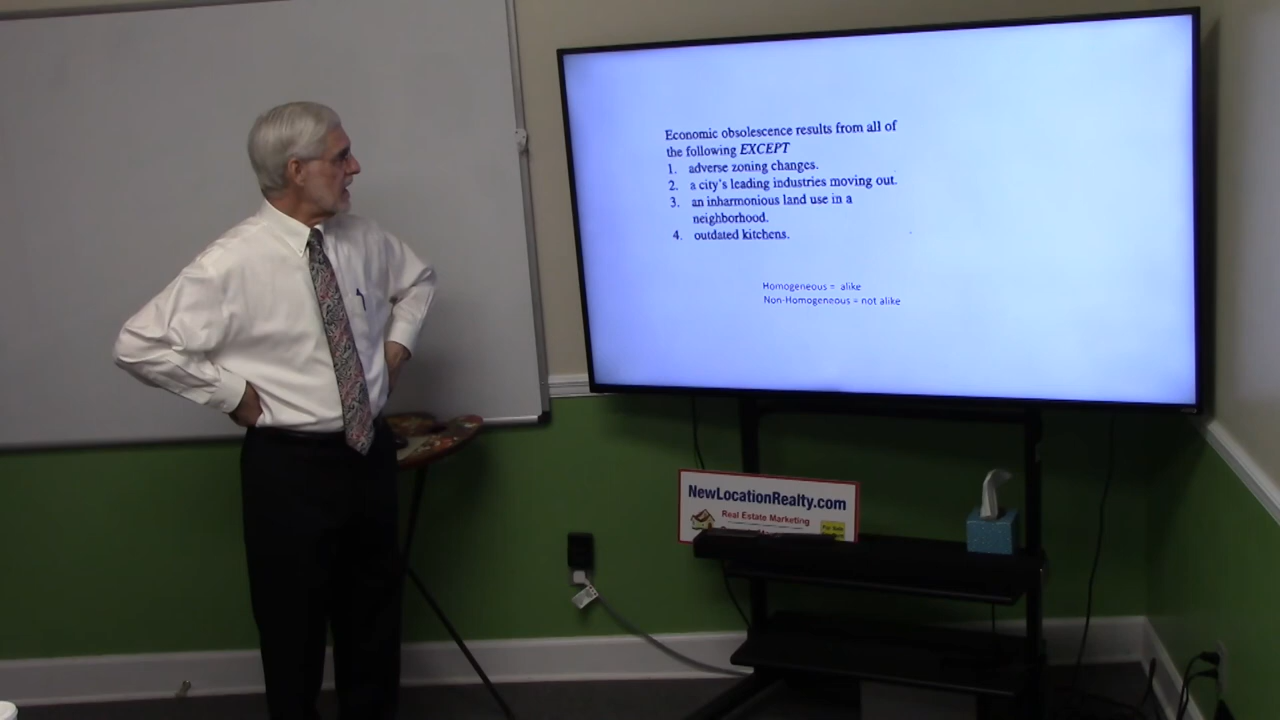 Economic obsolescence results from all of
the following EXCEPT
1. adverse zoning changes.
2. a city's leading industries moving out.
3. an inharmonious land use in a
neighborhood.
4. outdated kitchens.
Homogeneous = alike
Non-Homogeneous = not alike
NewLocationRealty.com
Real Estate Marketing
For Sale